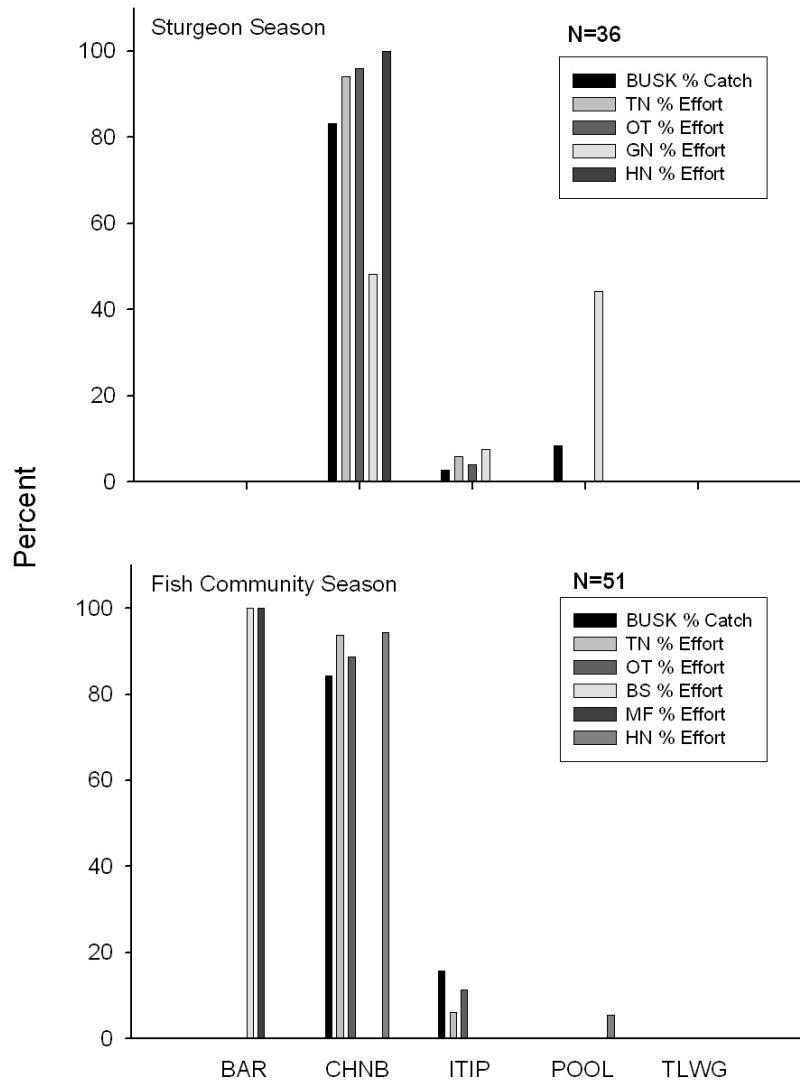 Sturgeon Season
N=36
BUSK % Catch
TN % Effort
OT % Effort
GN % Effort
HN % Effort
100
80
60
40
20
0
Percent
Fish Community Season
N=51
BUSK % Catch
TN % Effort
OT % Effort
BS % Effort
MF % Effort
HN % Effort
100
80
60
40
20
0
BAR CHNB ITIP POOL TLWG